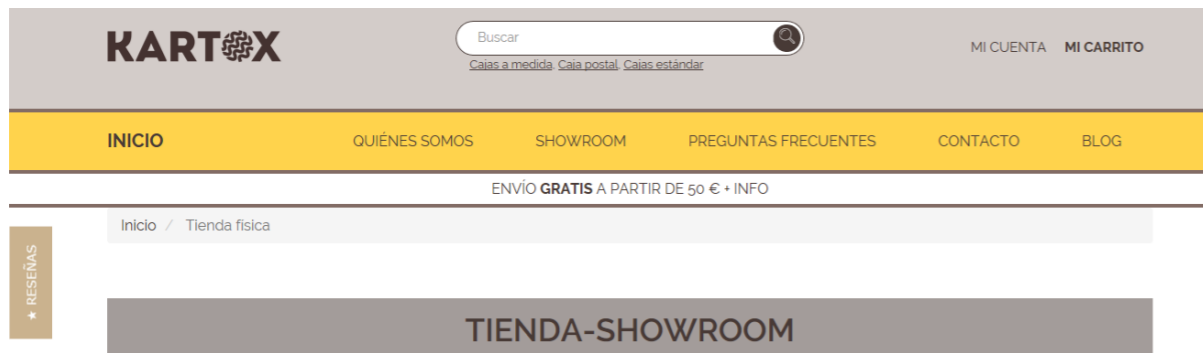 KARTOX
Buscar
Cajas a medida, Caja postal, Cajas estándar
MI CUENTA MI CARRITO
INICIO QUIÉNES SOMOS SHOWROOM PREGUNTAS FRECUENTES CONTACTO BLOG
ENVÍO GRATIS A PARTIR DE 50 € + INFO
Inicio / Tienda física
★ RESEÑAS
TIENDA-SHOWROOM